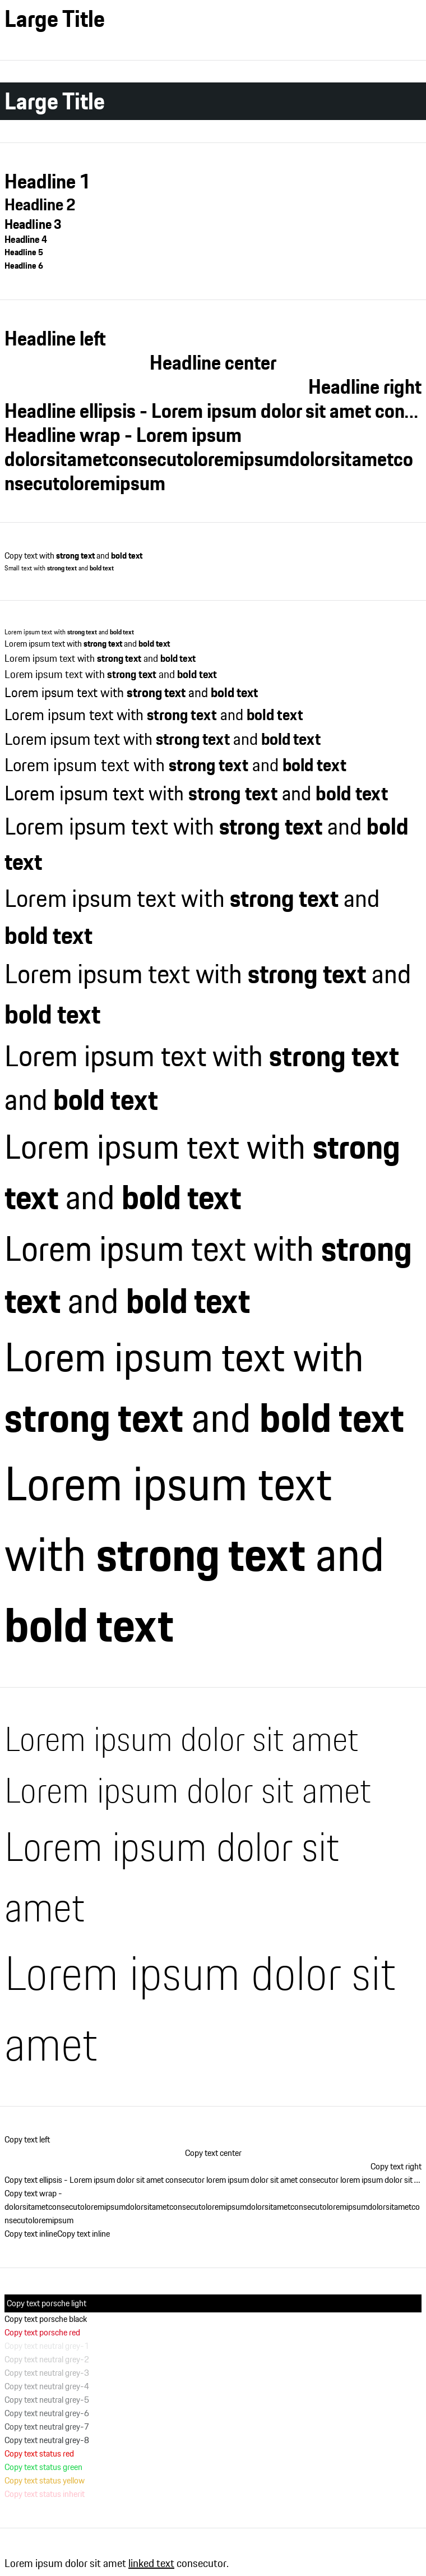 Large Title
Large Title
Headline 1
Headline 2
Headline 3
Headline 4
Headline 5
Headline 6
Headline left
Headline center
Headline right
Headline ellipsis - Lorem ipsum dolor sit amet con...
Headline wrap - Lorem ipsum
dolorsitametconsecutoloremipsumdolorsitametco
nsecutoloremipsum
Copy text with strong text and bold text
Small text with strong text and bold text
Lorem ipsum text with strong text and bold text
Lorem ipsum text with strong text and bold text
Lorem ipsum text with strong text and bold text
Lorem ipsum text with strong text and bold text
Lorem ipsum text with strong text and bold text
Lorem ipsum text with strong text and bold text
Lorem ipsum text with strong text and bold text
Lorem ipsum text with strong text and bold text
Lorem ipsum text with strong text and bold text
Lorem ipsum text with strong text and bold
text
Lorem ipsum text with strong text and
bold text
Lorem ipsum text with strong text and
bold text
Lorem ipsum text with strong text
and bold text
Lorem ipsum text with strong
text and bold text
Lorem ipsum text with strong
text and bold text
Lorem ipsum text with
strong text and bold text
Lorem ipsum text
with strong text and
bold text
Lorem ipsum dolor sit amet
Lorem ipsum dolor sit amet
Lorem ipsum dolor sit
amet
Lorem ipsum dolor sit
amet
Copy text left
Copy text center
Copy text right
Copy text ellipsis - Lorem ipsum dolor sit amet consecutor lorem ipsum dolor sit amet consecutor lorem ipsum dolor sit ...
Copy text wrap -
dolorsitametconsecutoloremipsumdolorsitametconsecutoloremipsumdolorsitametconsecutoloremipsumdolorsitametco
nsecutoloremipsum
Copy text inlineCopy text inline
Copy text porsche light
Copy text porsche black
Copy text porsche red
Copy text neutral grey-1
Copy text neutral grey-2
Copy text neutral grey-3
Copy text neutral grey-4
Copy text neutral grey-5
Copy text neutral grey-6
Copy text neutral grey-7
Copy text neutral grey-8
Copy text status red
Copy text status green
Copy text status yellow
Copy text status inherit
Lorem ipsum dolor sit amet linked text consecutor.